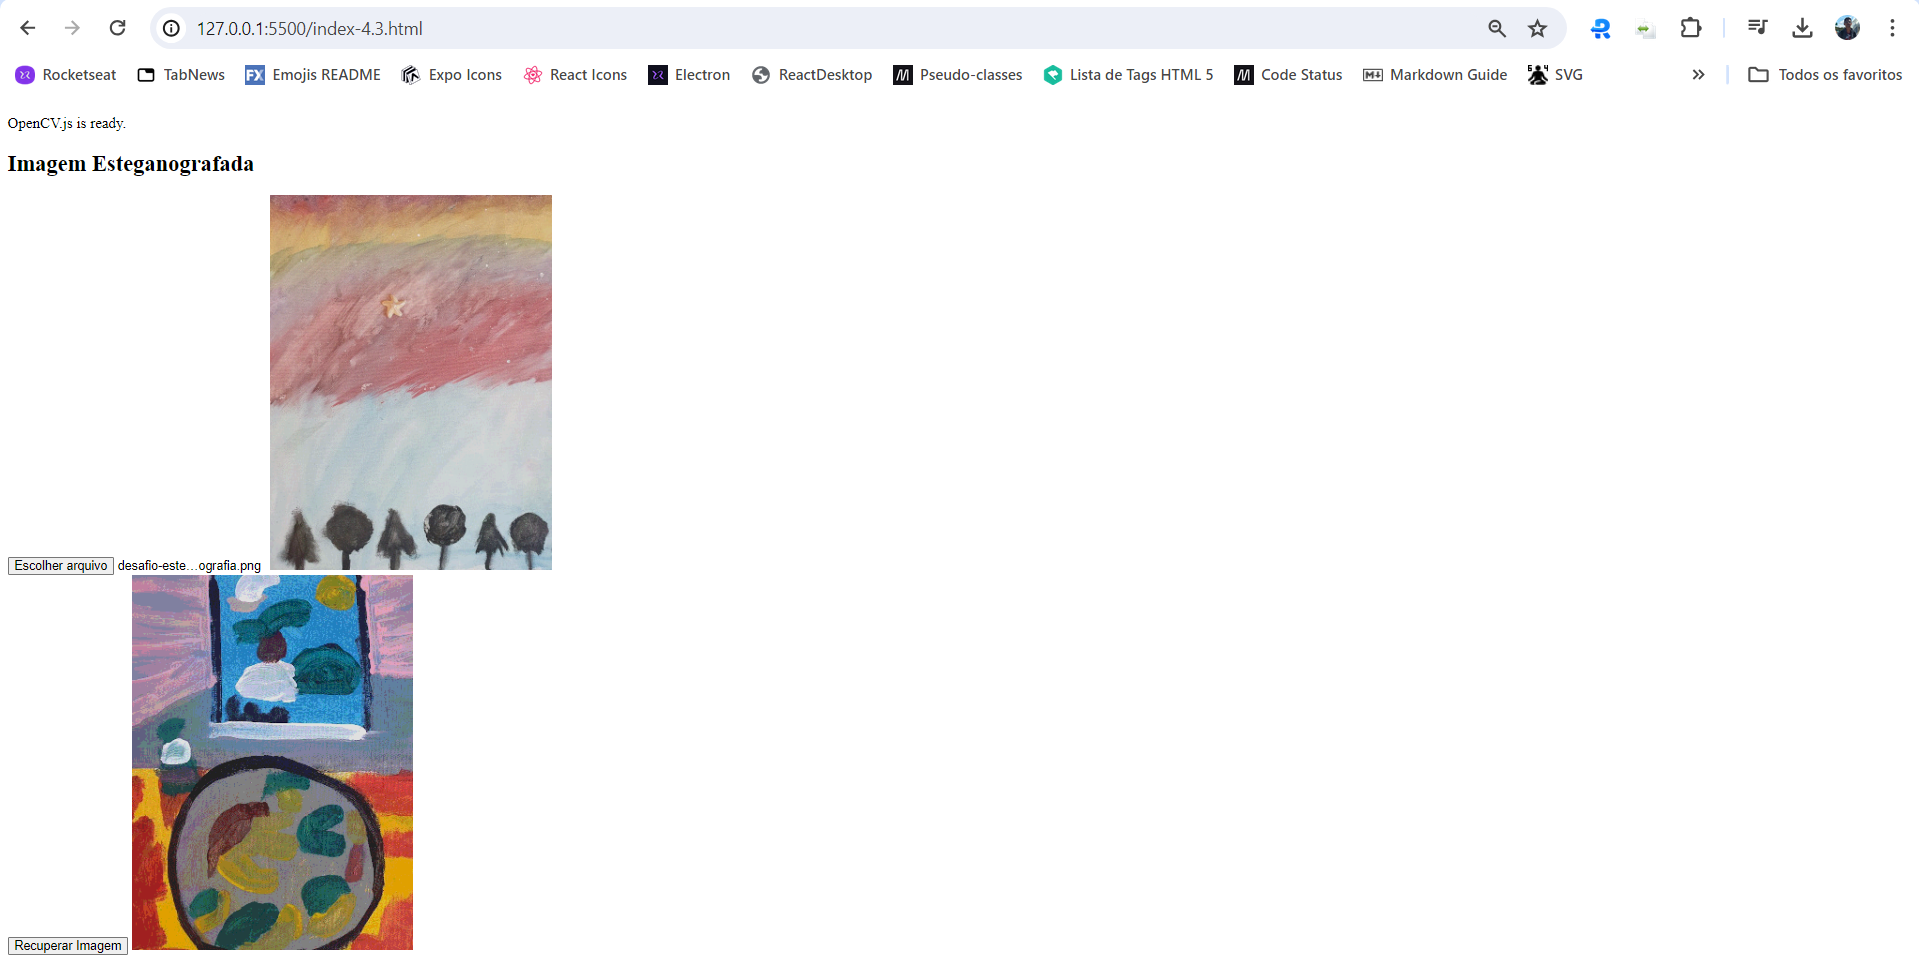 127.0.0.1:5500/index-4.3.html
Rocketseat TabNews Emojis README Expo Icons React Icons Electron ReactDesktop Pseudo-classes Lista de Tags HTML 5 Code Status Markdown Guide SVG » Todos os favoritos
OpenCV.js is ready.
Imagem Esteganografada
Escolher arquivo desafio-este...ografia.png
Recuperar Imagem